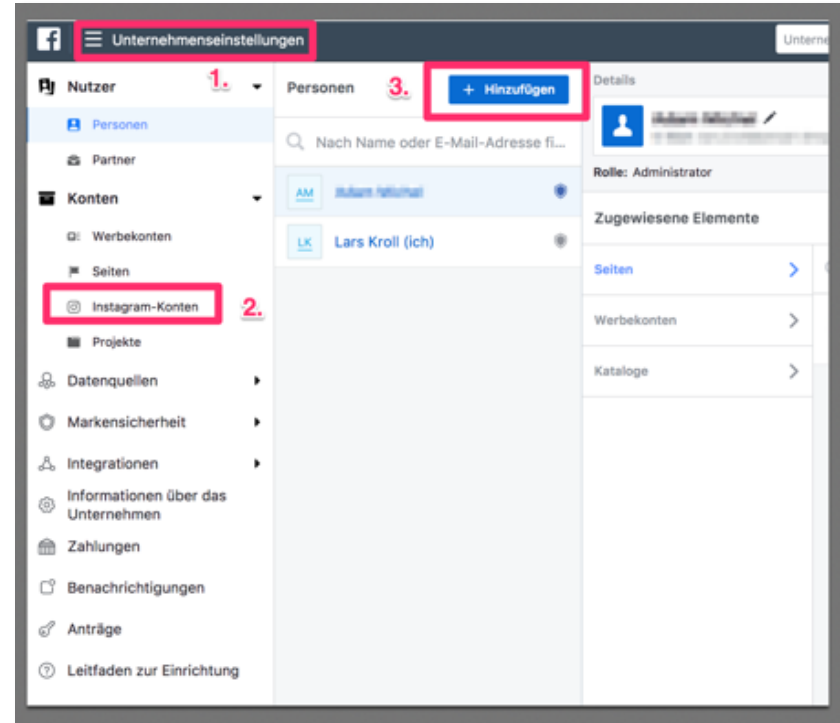 Unternehmenseinstellungen
Unterne
1.
Nutzer
Personen
Partner
Konten
Werbekonten
Seiten
Instagram-Konten
2.
Projekte
Datenquellen
Markensicherheit
Integrationen
Informationen über das
Unternehmen
Zahlungen
Benachrichtigungen
Anträge
Leitfaden zur Einrichtung
Personen
3.
+ Hinzufügen
Nach Name oder E-Mail-Adresse fi...
AM
LK Lars Kroll (ich)
Details
Rolle: Administrator
Zugewiesene Elemente
Seiten
Werbekonten
Kataloge